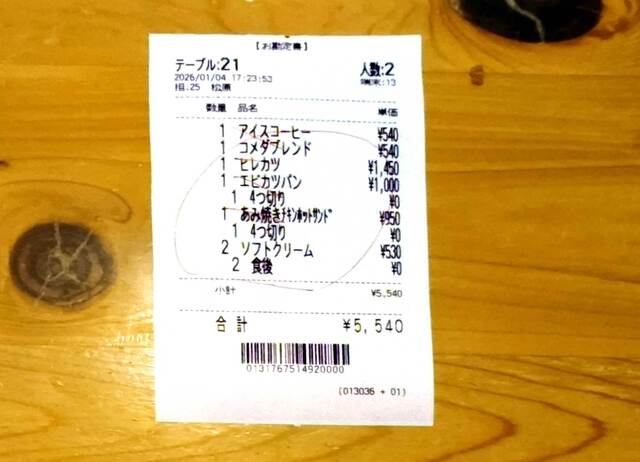 【お勘定書】
テーブル:21 人数:2
2026/01/04 17:23:53 端末:13
担:25 松原
数量 品名 単価
1 アイスコーヒー ¥540
1 コメダブレンド ¥540
1 ヒレカツ ¥1,450
1 エビカツパン ¥1,000
1 4つ切り ¥0
1 あみ焼きﾁｷﾝホットサンド ¥950
1 4つ切り ¥0
2 ソフトクリーム ¥530
2 食後 ¥0
小計 ¥5,540
合計 ¥5,540
0131767514920000
(013036 + 01)